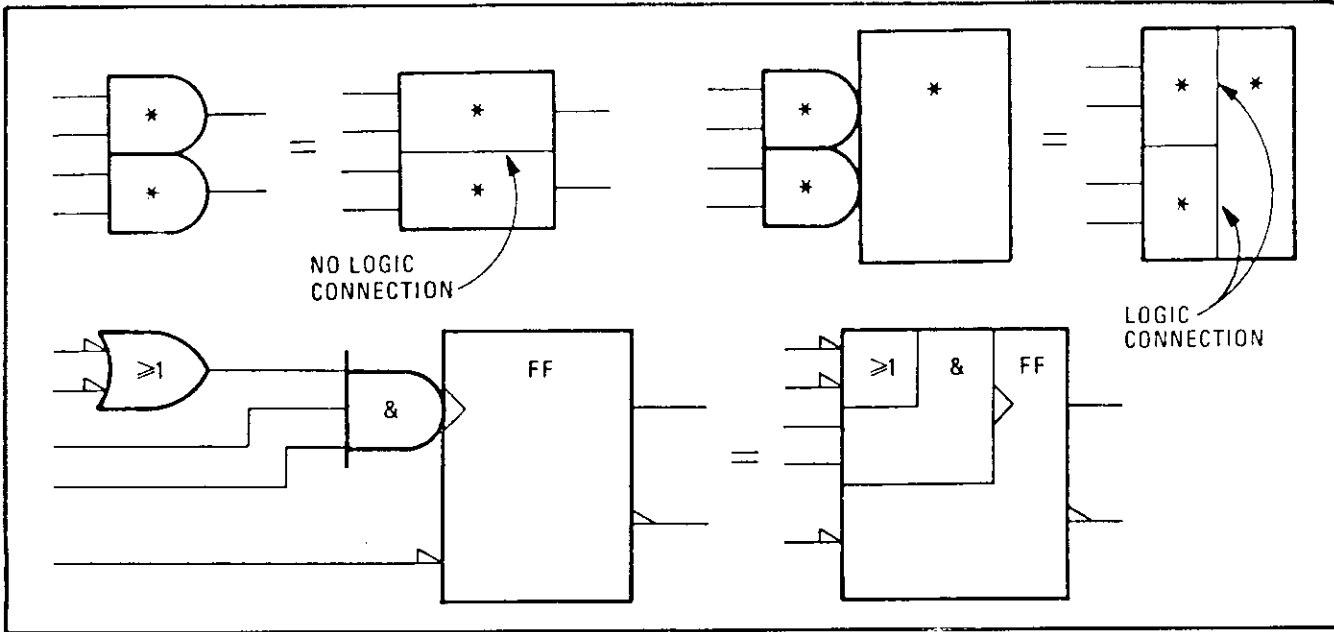 * = * * * = * *
* * * *
NO LOGIC
CONNECTION
LOGIC
CONNECTION
≥1 & FF = ≥1 & FF